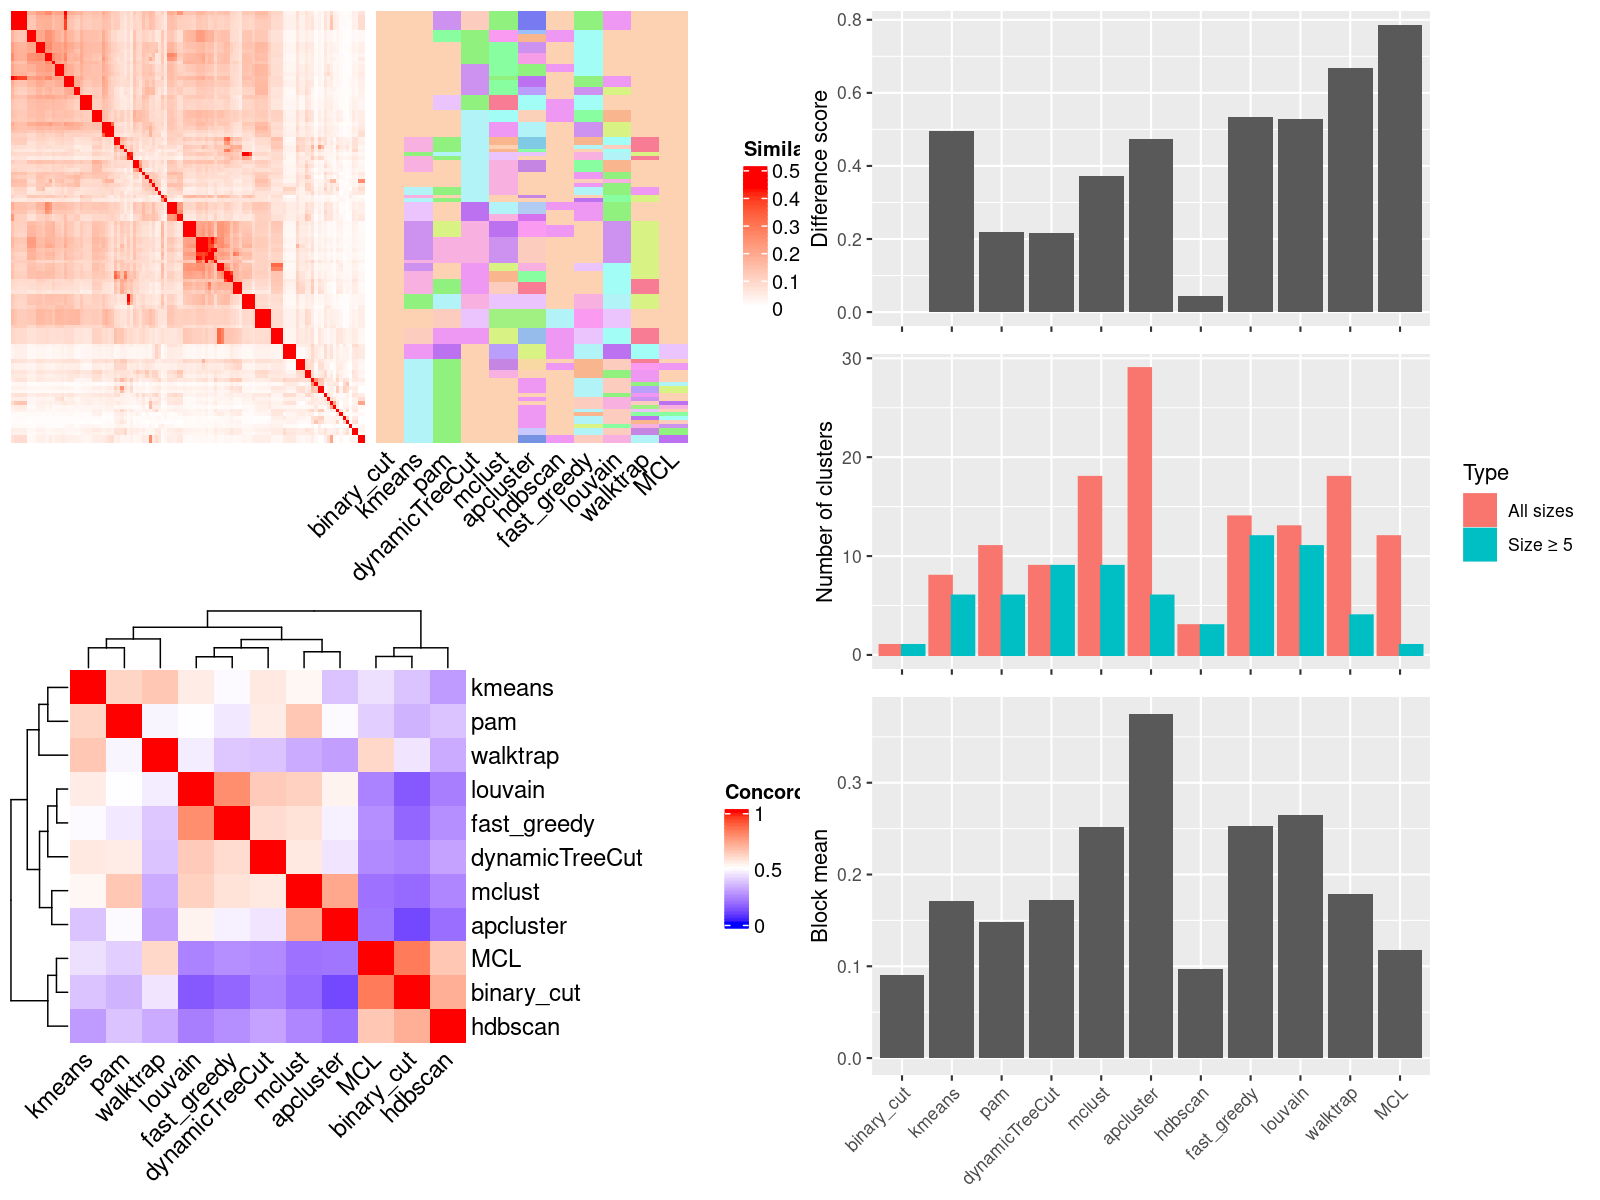 Simila
0.5
0.4
0.3
0.2
0.1
0
binary_cut
kmeans
pam
dynamicTreeCut
mclust
apcluster
hdbscan
fast_greedy
louvain
walktrap
MCL
Difference score
0.8
0.6
0.4
0.2
0.0
Number of clusters
30
20
10
0
Type
All sizes
Size ≥ 5
kmeans
pam
walktrap
louvain
fast_greedy
dynamicTreeCut
mclust
apcluster
MCL
binary_cut
hdbscan
kmeans
pam
walktrap
louvain
fast_greedy
dynamicTreeCut
mclust
apcluster
MCL
binary_cut
hdbscan
Concord
1
0.5
0
Block mean
0.3
0.2
0.1
0.0
binary_cut
kmeans
pam
dynamicTreeCut
mclust
apcluster
hdbscan
fast_greedy
louvain
walktrap
MCL